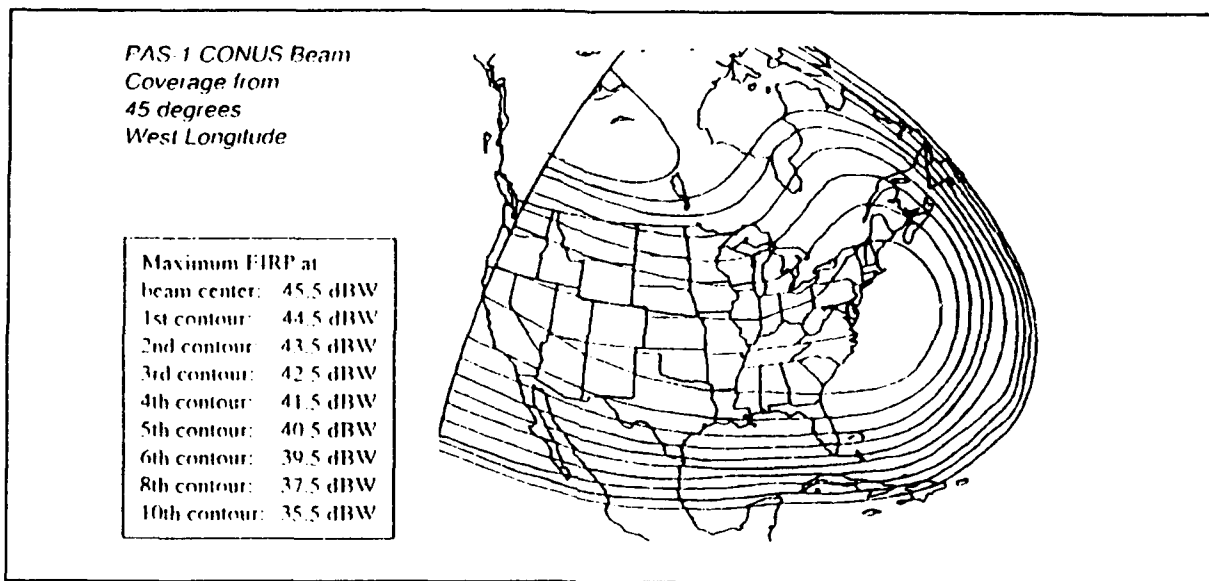 PAS-1 CONUS Beam
Coverage from
45 degrees
West Longitude
Maximum EIRP at
beam center: 45.5 dBW
1st contour: 44.5 dBW
2nd contour: 43.5 dBW
3rd contour: 42.5 dBW
4th contour: 41.5 dBW
5th contour: 40.5 dBW
6th contour: 39.5 dBW
8th contour: 37.5 dBW
10th contour: 35.5 dBW